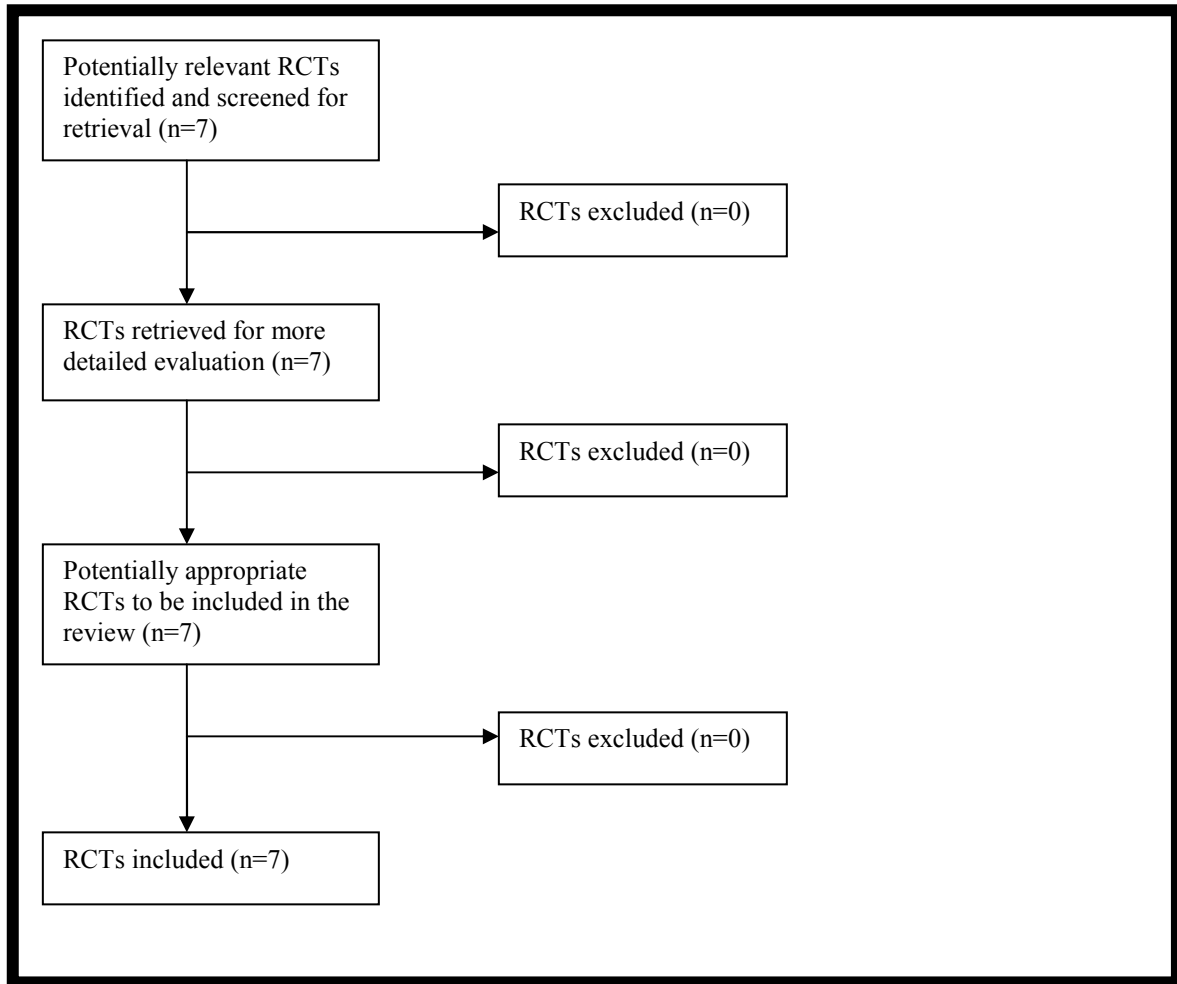 Potentially relevant RCTs
identified and screened for
retrieval (n=7)
RCTs excluded (n=0)
RCTs retrieved for more
detailed evaluation (n=7)
RCTs excluded (n=0)
Potentially appropriate
RCTs to be included in the
review (n=7)
RCTs excluded (n=0)
RCTs included (n=7)